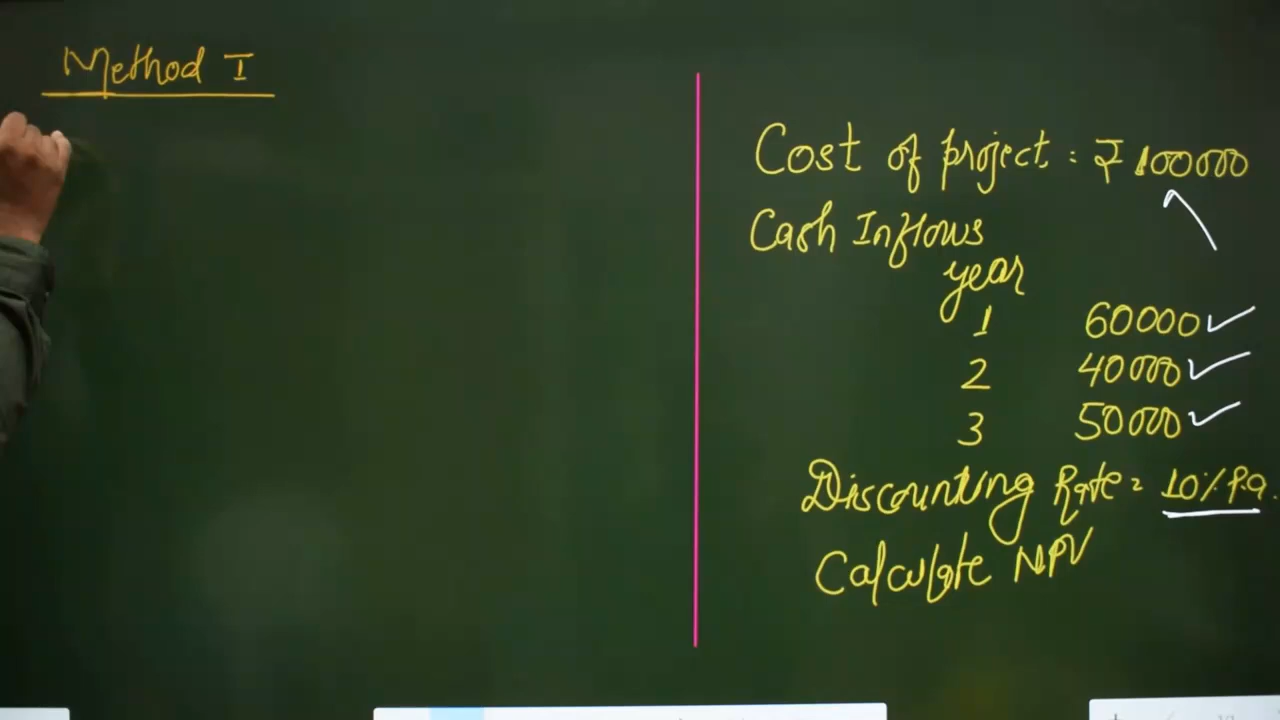 Method I
Cost of project : ₹ 100000
Cash Inflows
year
1 60000
2 40000
3 50000
Discounting Rate = 10% P.a.
Calculate NPV